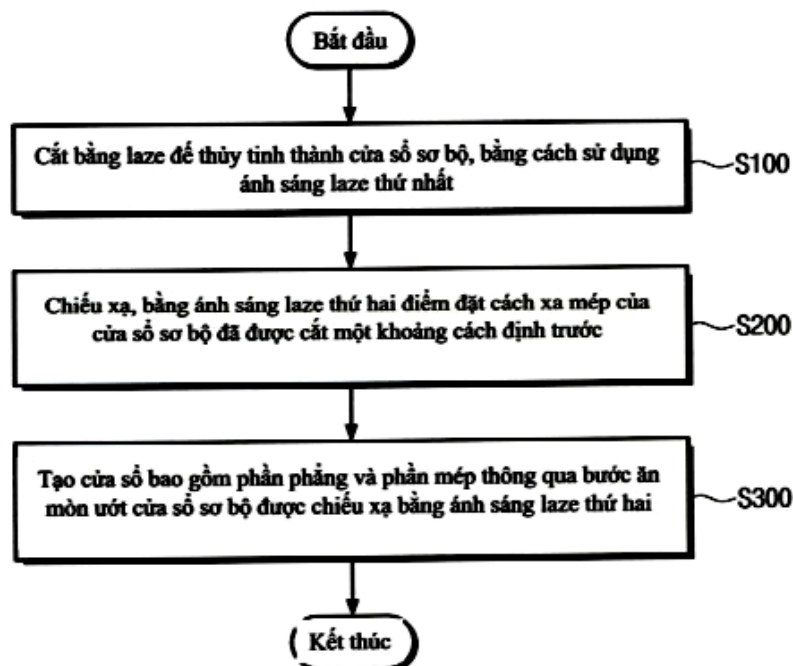 Bắt đầu
Cắt bằng laze đế thủy tinh thành cửa sổ sơ bộ, bằng cách sử dụng
ánh sáng laze thứ nhất
S100
Chiếu xạ, bằng ánh sáng laze thứ hai điểm đặt cách xa mép của
cửa sổ sơ bộ đã được cắt một khoảng cách định trước
S200
Tạo cửa sổ bao gồm phần phẳng và phần mép thông qua bước ăn
mòn ướt cửa sổ sơ bộ được chiếu xạ bằng ánh sáng laze thứ hai
S300
Kết thúc